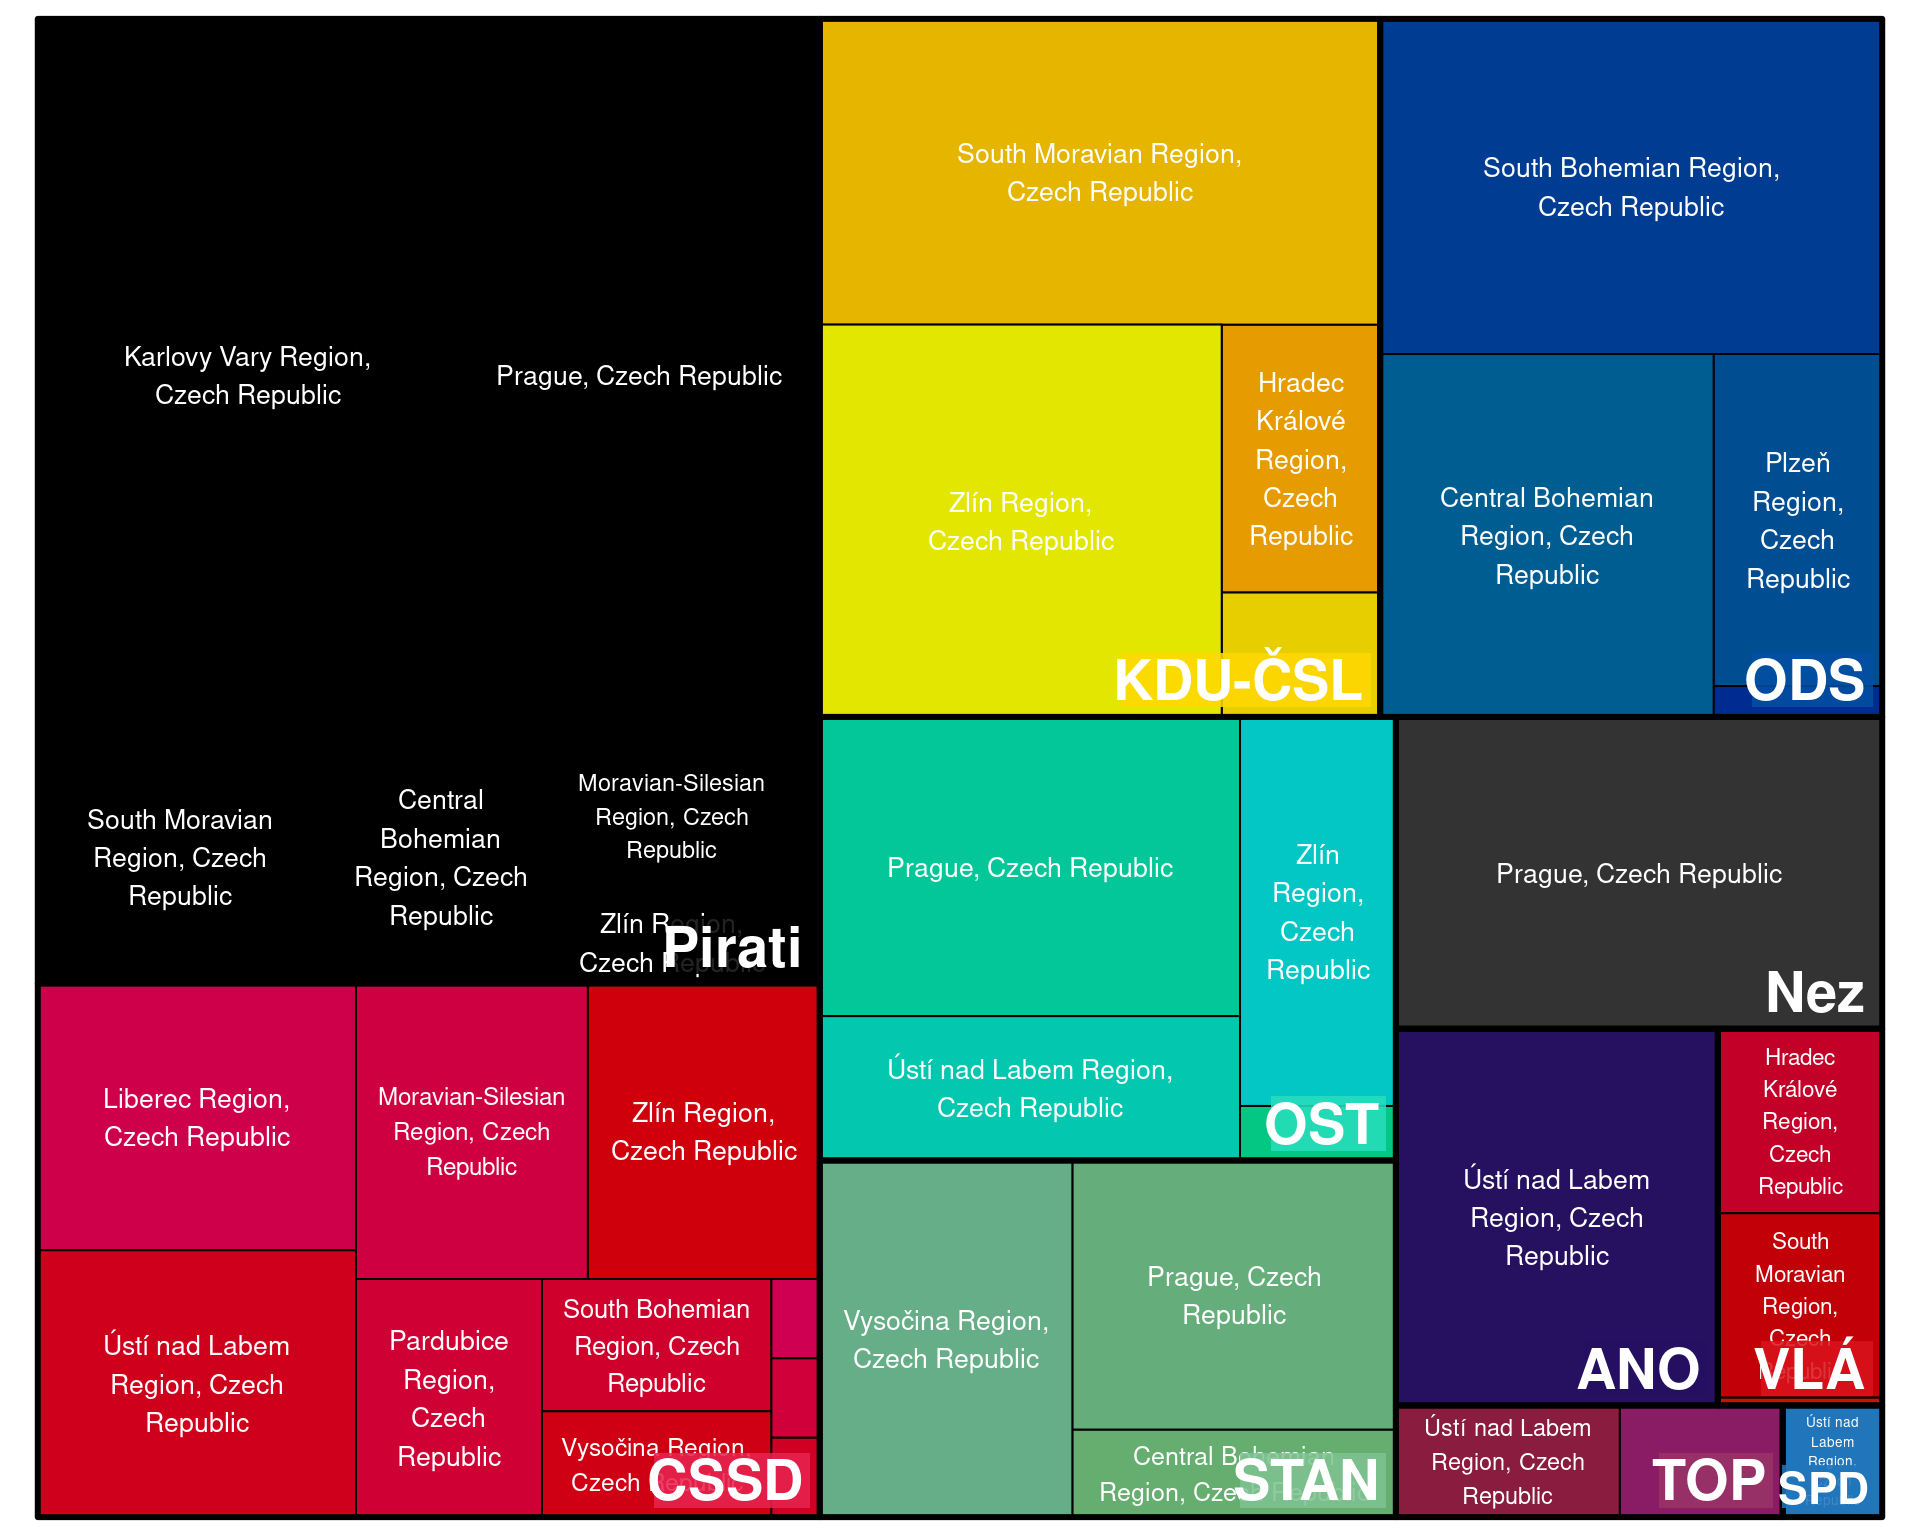 Karlovy Vary Region,
Czech Republic
Prague, Czech Republic
South Moravian
Region, Czech
Republic
Central
Bohemian
Region, Czech
Republic
Moravian-Silesian
Region, Czech
Republic
Zlín Region,
Czech Republic
Pirati
South Moravian Region,
Czech Republic
Zlín Region,
Czech Republic
Hradec
Králové
Region,
Czech
Republic
KDU-ČSL
South Bohemian Region,
Czech Republic
Central Bohemian
Region, Czech
Republic
Plzeň
Region,
Czech
Republic
ODS
Liberec Region,
Czech Republic
Moravian-Silesian
Region, Czech
Republic
Zlín Region,
Czech Republic
Ústí nad Labem
Region, Czech
Republic
Pardubice
Region,
Czech
Republic
South Bohemian
Region, Czech
Republic
Vysočina Region,
Czech Republic
CSSD
Prague, Czech Republic
Zlín
Region,
Czech
Republic
Ústí nad Labem Region,
Czech Republic
OST
Vysočina Region,
Czech Republic
Prague, Czech
Republic
Central Bohemian
Region, Czech Republic
STAN
Prague, Czech Republic
Nez
Ústí nad Labem
Region, Czech
Republic
ANO
Hradec
Králové
Region,
Czech
Republic
South
Moravian
Region,
Czech
Republic
VLÁ
Ústí nad Labem
Region, Czech
Republic
TOP
Ústí nad
Labem
Region,
SPD